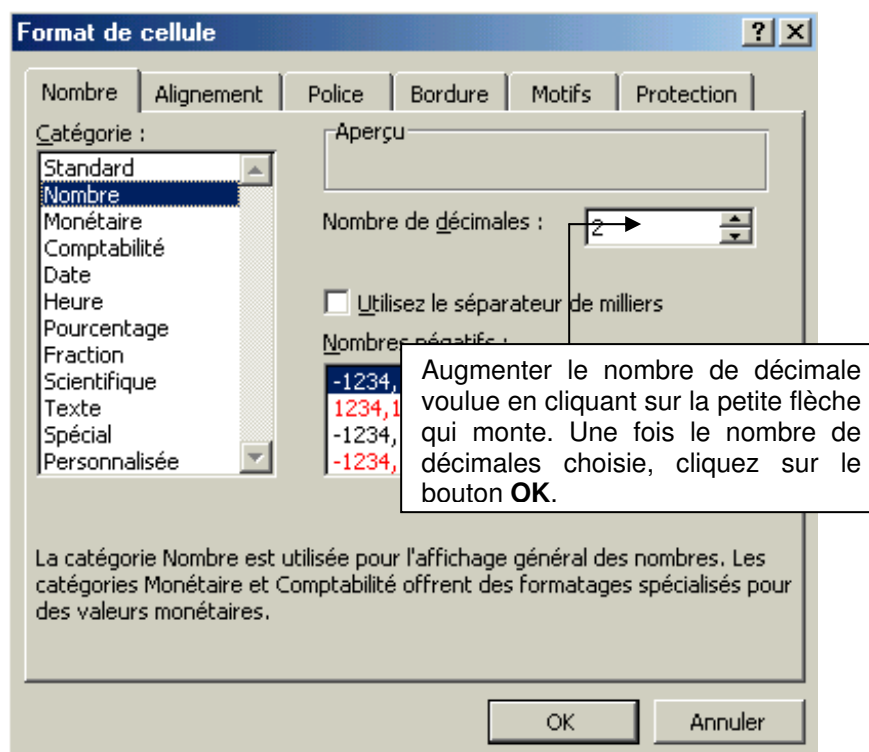 Format de cellule
Nombre Alignement Police Bordure Motifs Protection
Catégorie :
Standard
Nombre
Monétaire
Comptabilité
Date
Heure
Pourcentage
Fraction
Scientifique
Texte
Spécial
Personnalisée
Aperçu
Nombre de décimales : 2
Utilisez le séparateur de milliers
Nombres négatifs :
-1234,
1234,1
-1234,
-1234,
Augmenter le nombre de décimale
voulue en cliquant sur la petite flèche
qui monte. Une fois le nombre de
décimales choisie, cliquez sur le
bouton OK.
La catégorie Nombre est utilisée pour l'affichage général des nombres. Les
catégories Monétaire et Comptabilité offrent des formatages spécialisés pour
des valeurs monétaires.
OK Annuler